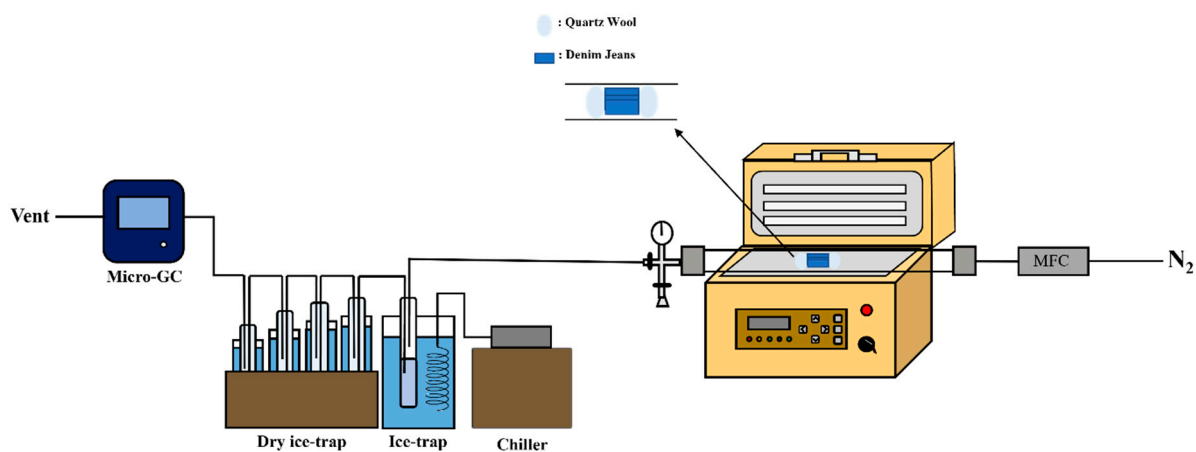 : Quartz Wool
: Denim Jeans
Vent
Micro-GC
MFC
N₂
Dry ice-trap
Ice-trap
Chiller